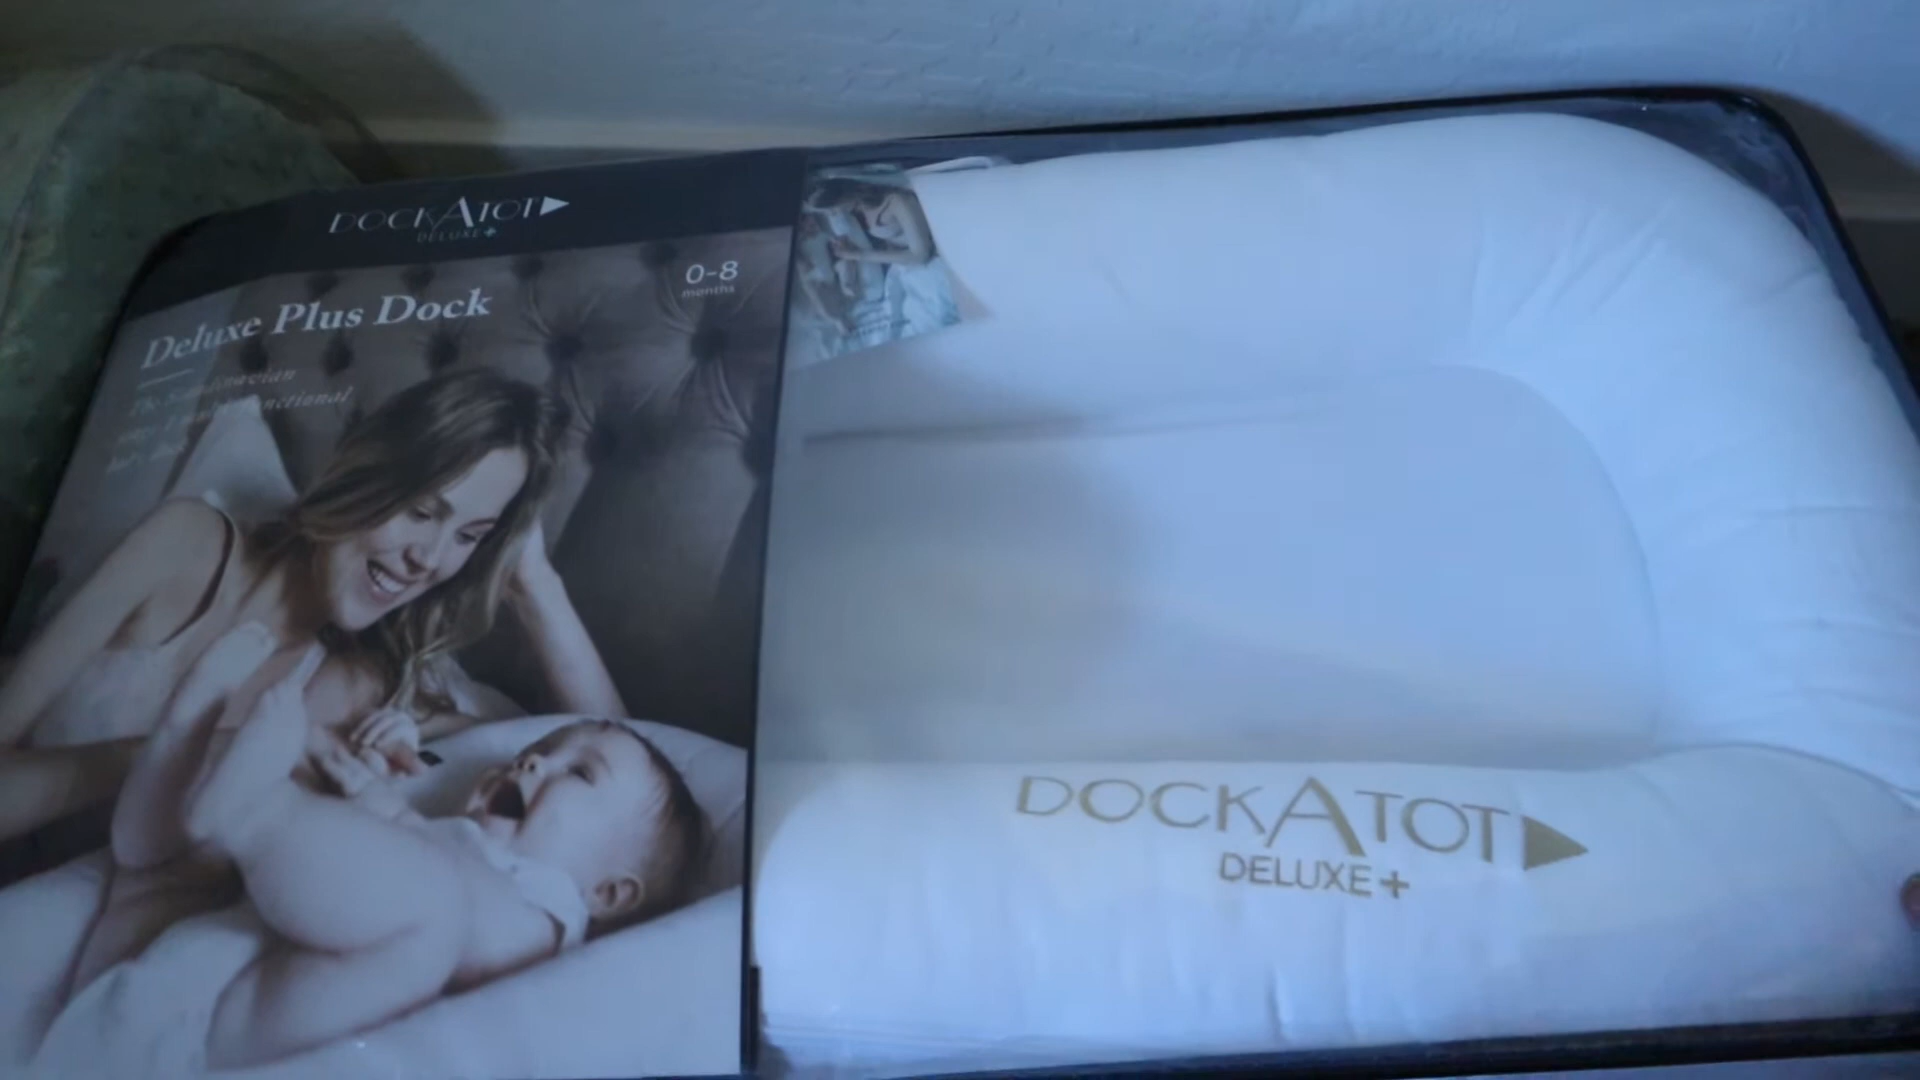 DOCKATOT
DELUXE+
0-8
months
Deluxe Plus Dock
DOCKATOT
DELUXE+